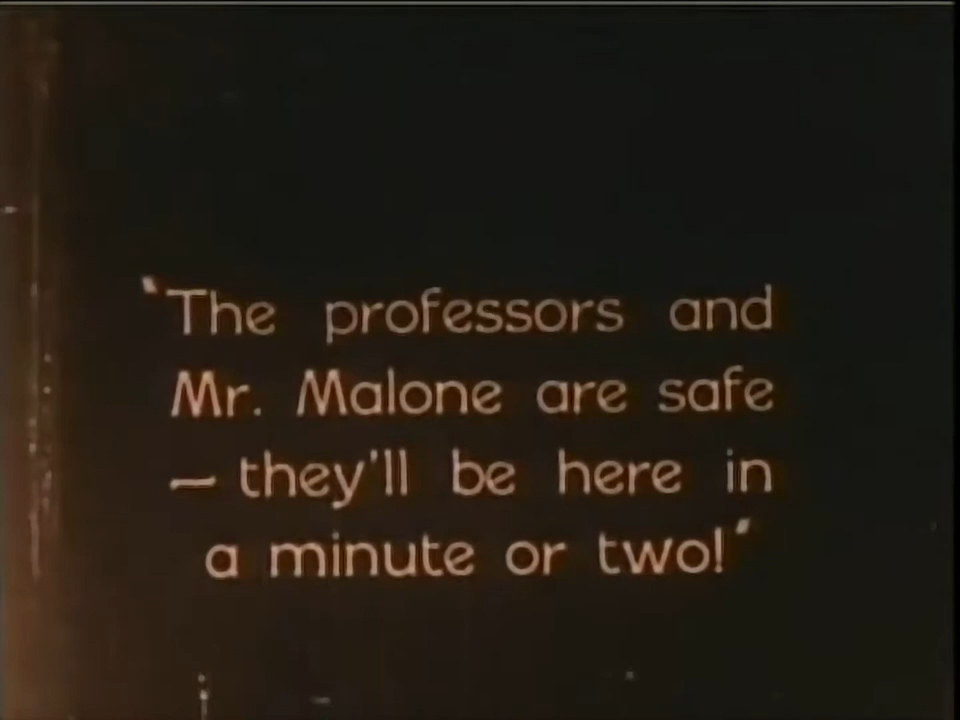 "The professors and
Mr. Malone are safe
— they'll be here in
a minute or two!"